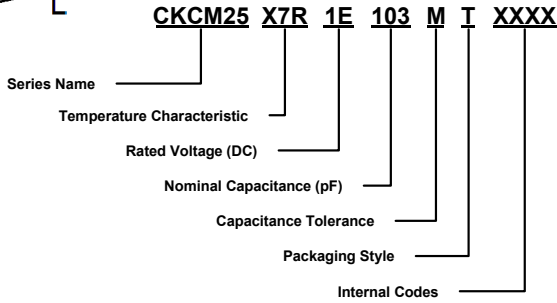 L
CKCM25 X7R 1E 103 M T XXXX
Series Name
Temperature Characteristic
Rated Voltage (DC)
Nominal Capacitance (pF)
Capacitance Tolerance
Packaging Style
Internal Codes